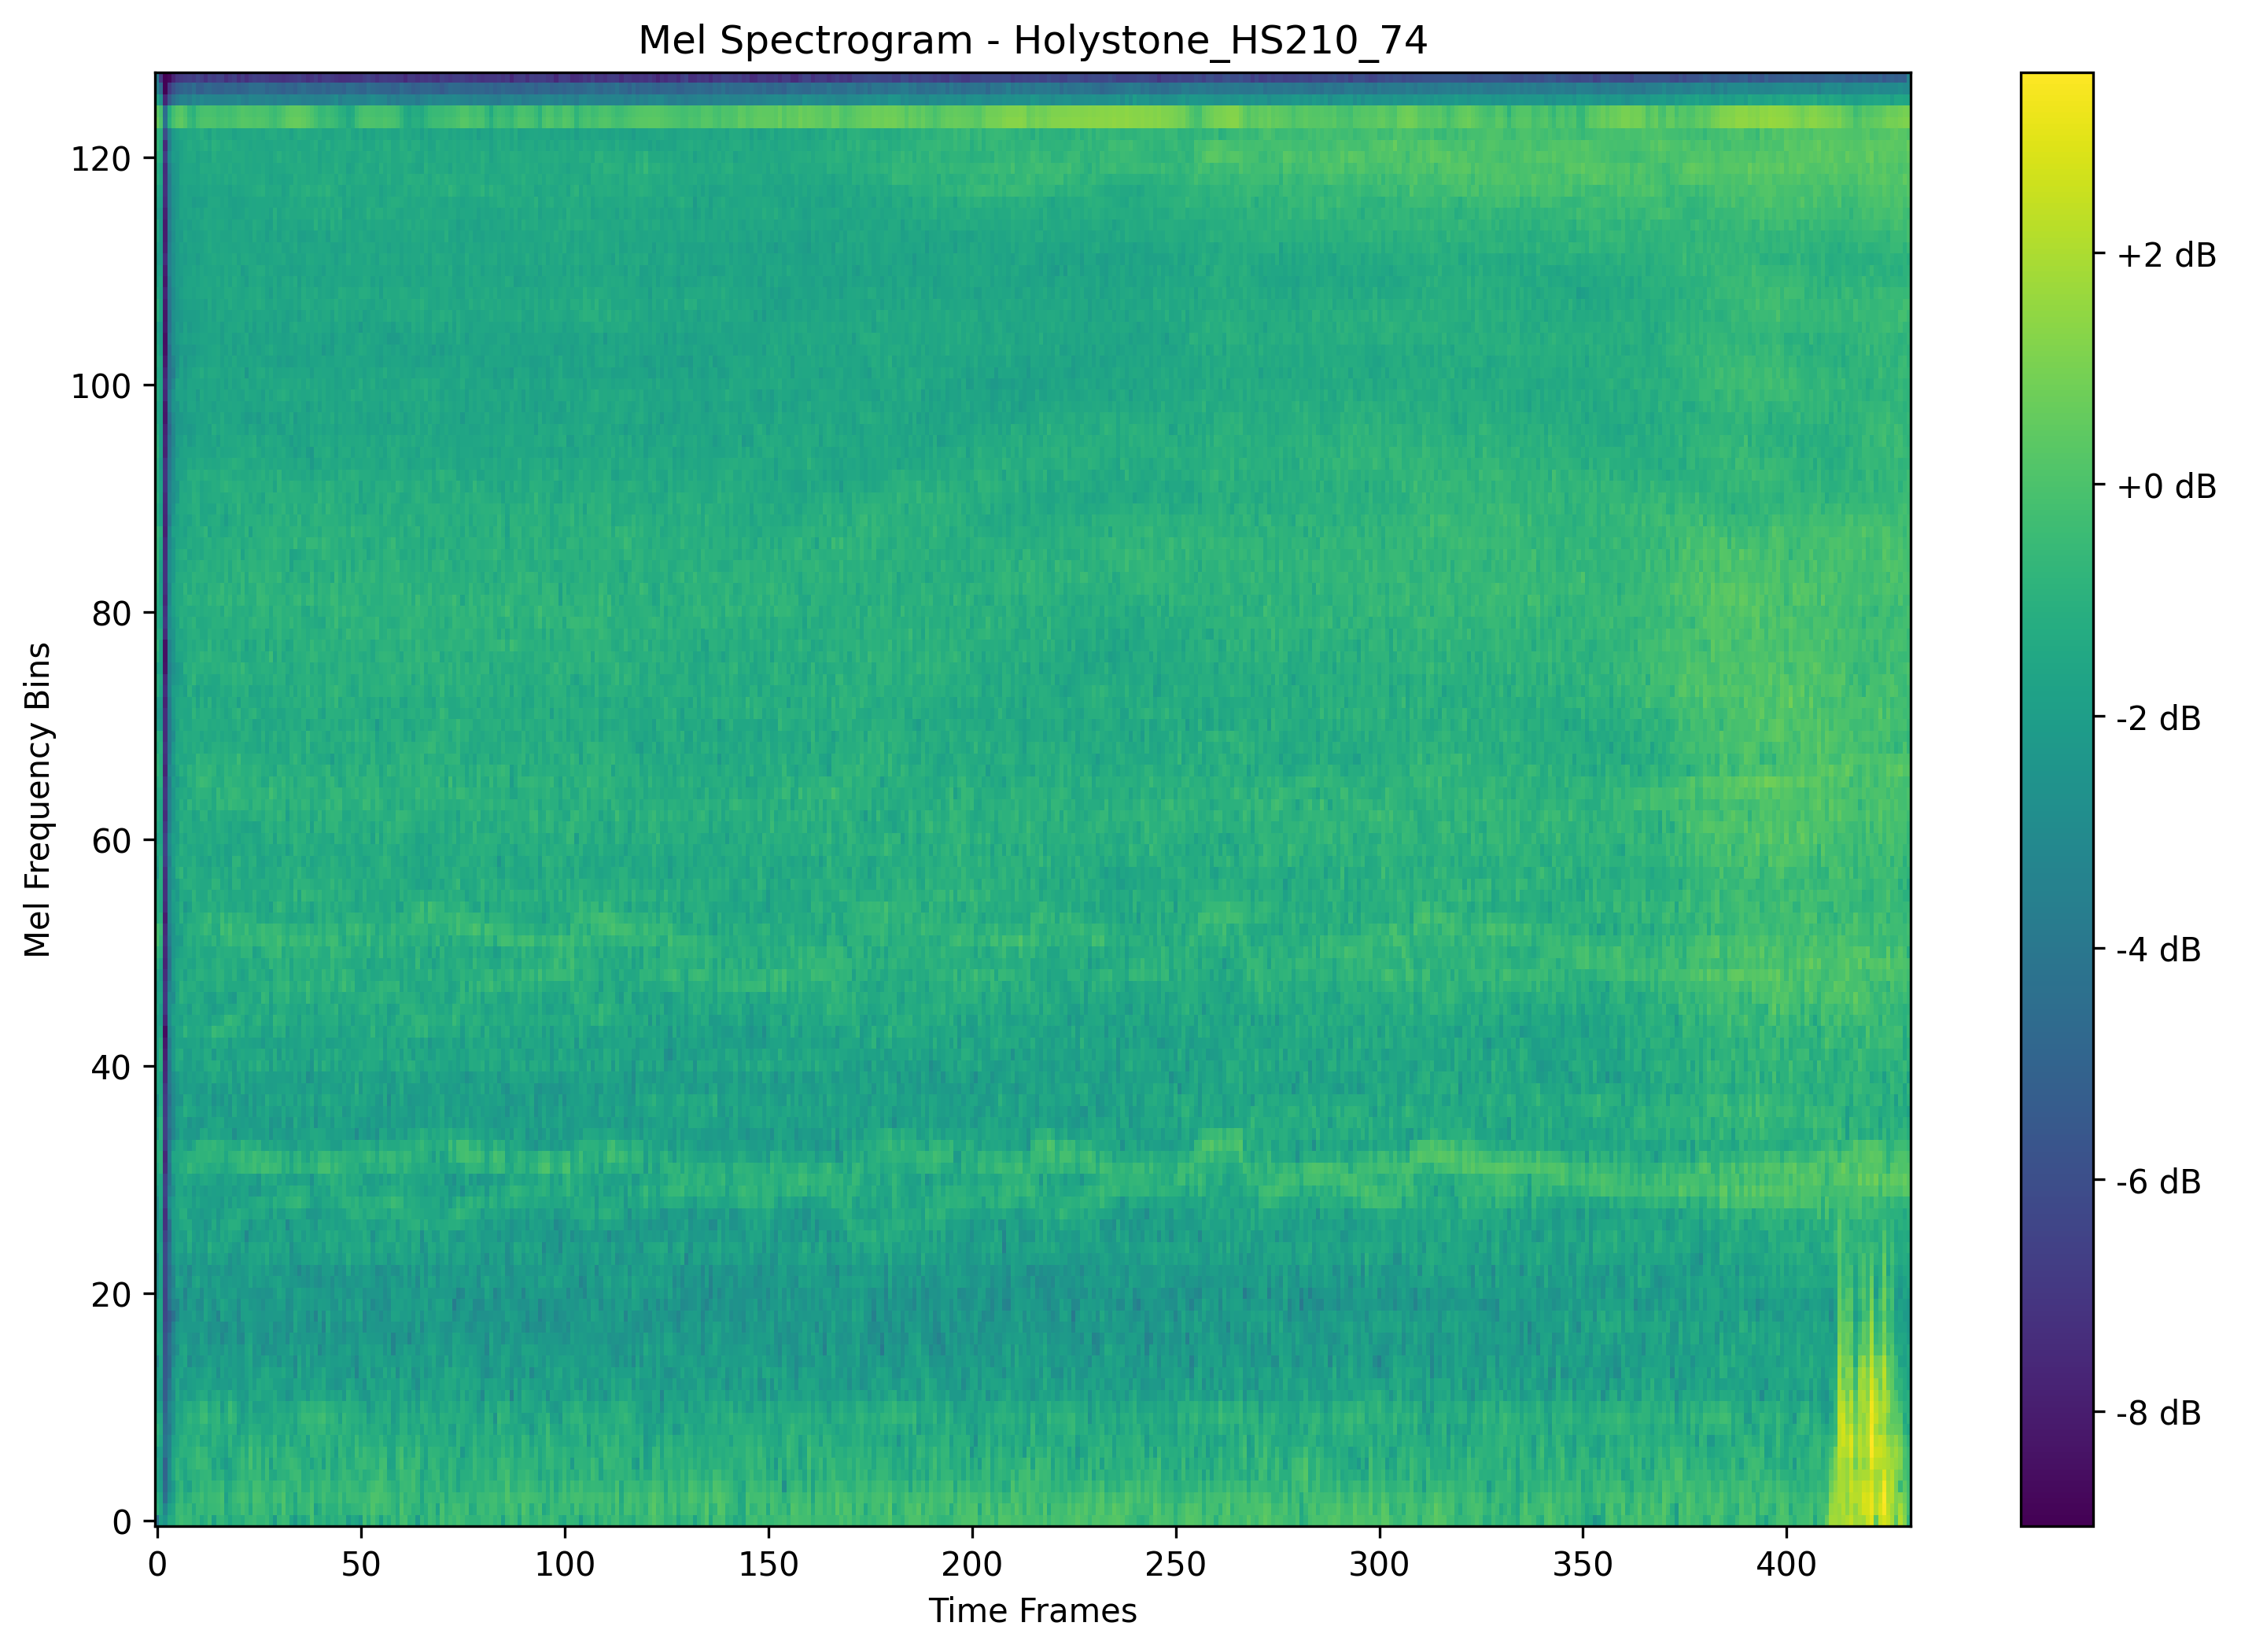 Mel Spectrogram - Holystone_HS210_74
Mel Frequency Bins
120
100
80
60
40
20
0
0 50 100 150 200 250 300 350 400
Time Frames
+2 dB
+0 dB
-2 dB
-4 dB
-6 dB
-8 dB